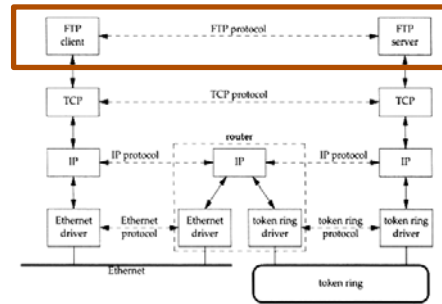 FTP
client
FTP protocol
FTP
server
TCP
TCP protocol
TCP
router
IP
IP protocol
IP
IP protocol
IP
Ethernet
driver
Ethernet
protocol
Ethernet
driver
token ring
driver
token ring
protocol
token ring
driver
Ethernet
token ring